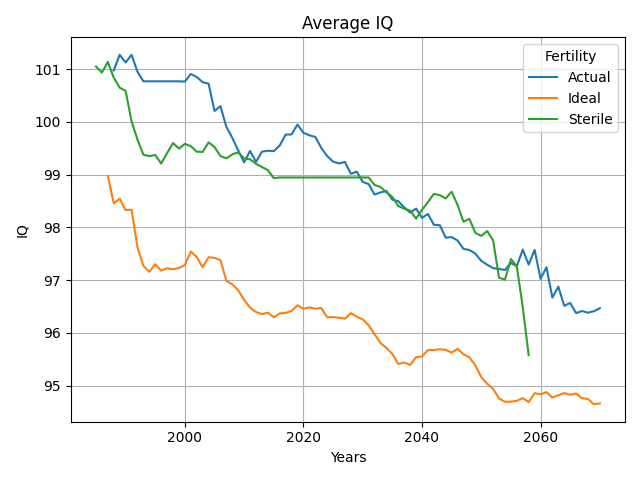 Average IQ
Fertility
Actual
Ideal
Sterile
IQ
101
100
99
98
97
96
95
2000
2020
2040
2060
Years